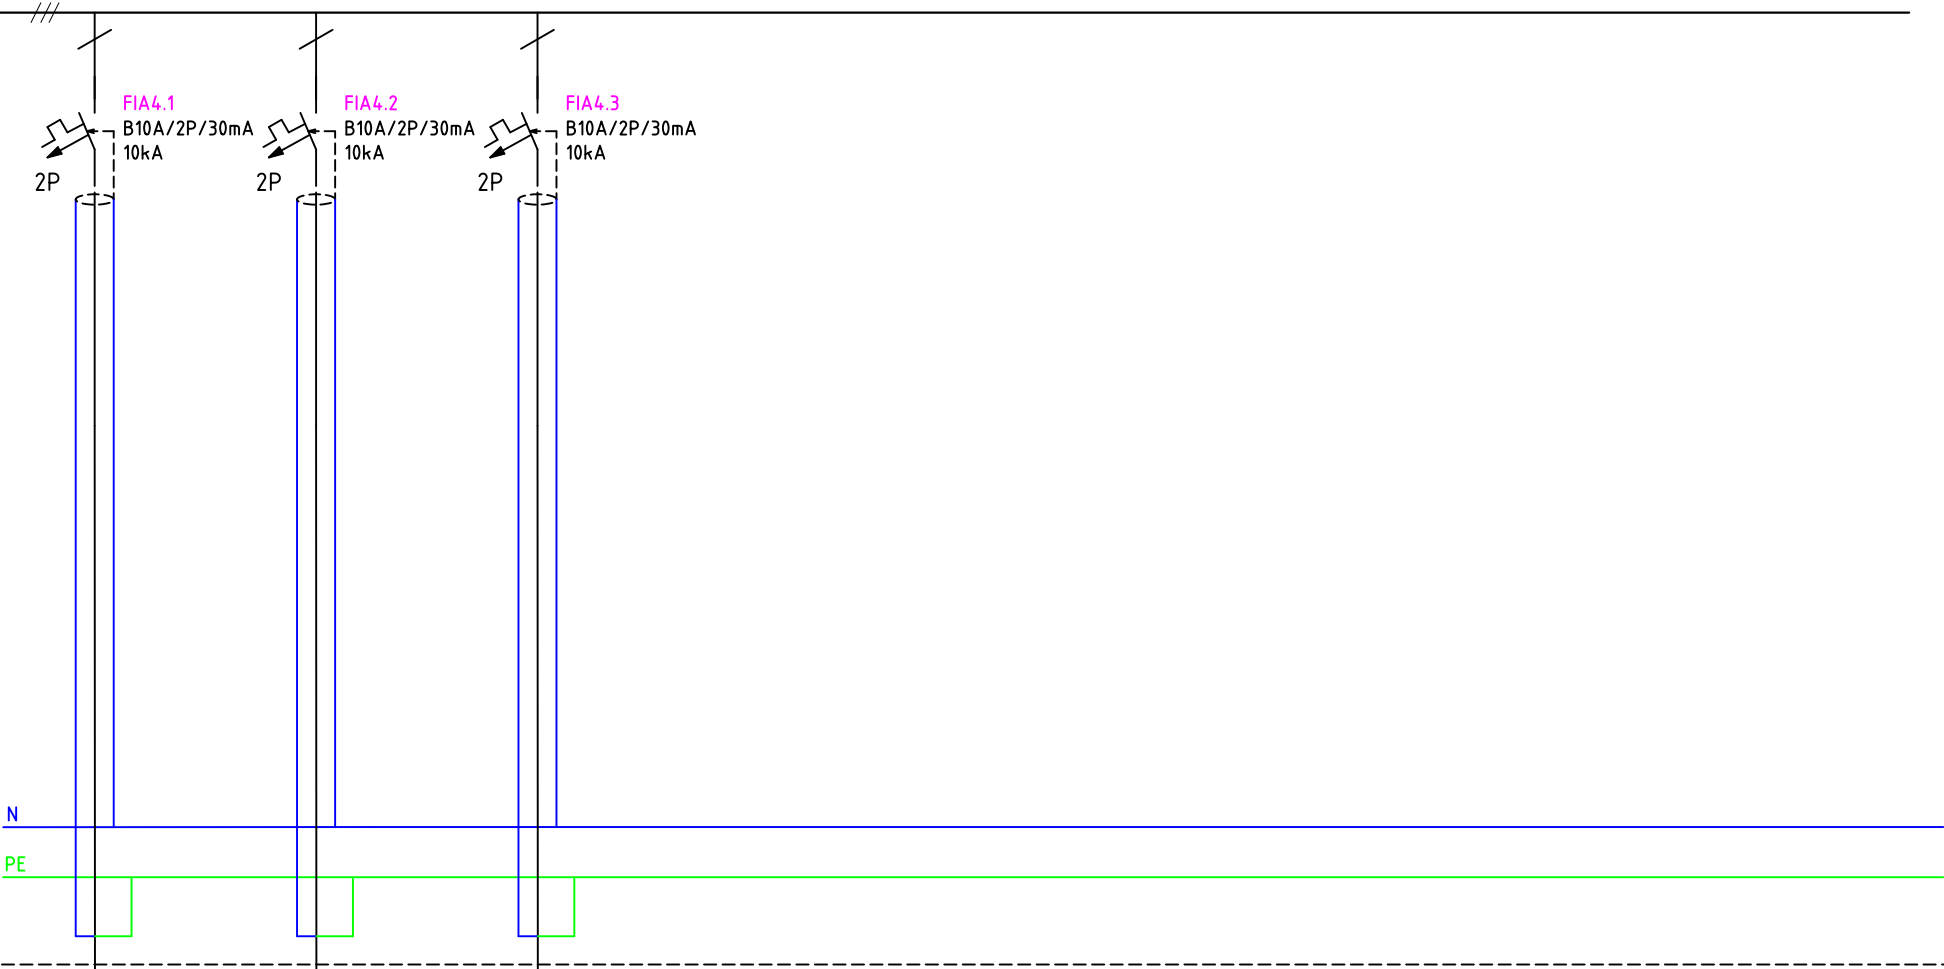 FIA4.1
B10A/2P/30mA
10kA
2P
FIA4.2
B10A/2P/30mA
10kA
2P
FIA4.3
B10A/2P/30mA
10kA
2P
N
PE